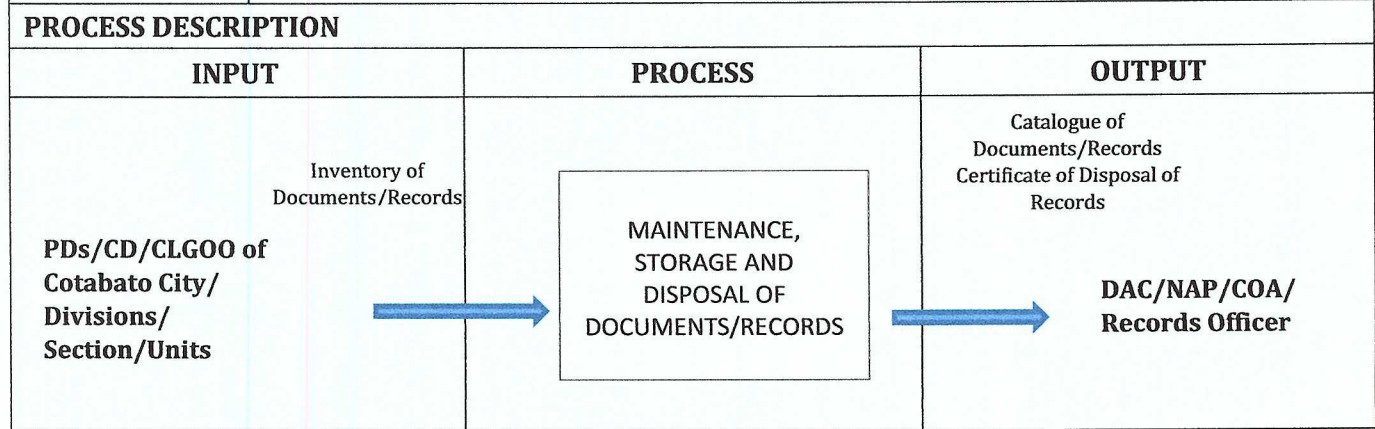 PROCESS DESCRIPTION
INPUT
PROCESS
OUTPUT
Inventory of
Documents/Records
PDs/CD/CLGOO of
Cotabato City/
Divisions/
Section/Units
MAINTENANCE,
STORAGE AND
DISPOSAL OF
DOCUMENTS/RECORDS
Catalogue of
Documents/Records
Certificate of Disposal of
Records
DAC/NAP/COA/
Records Officer